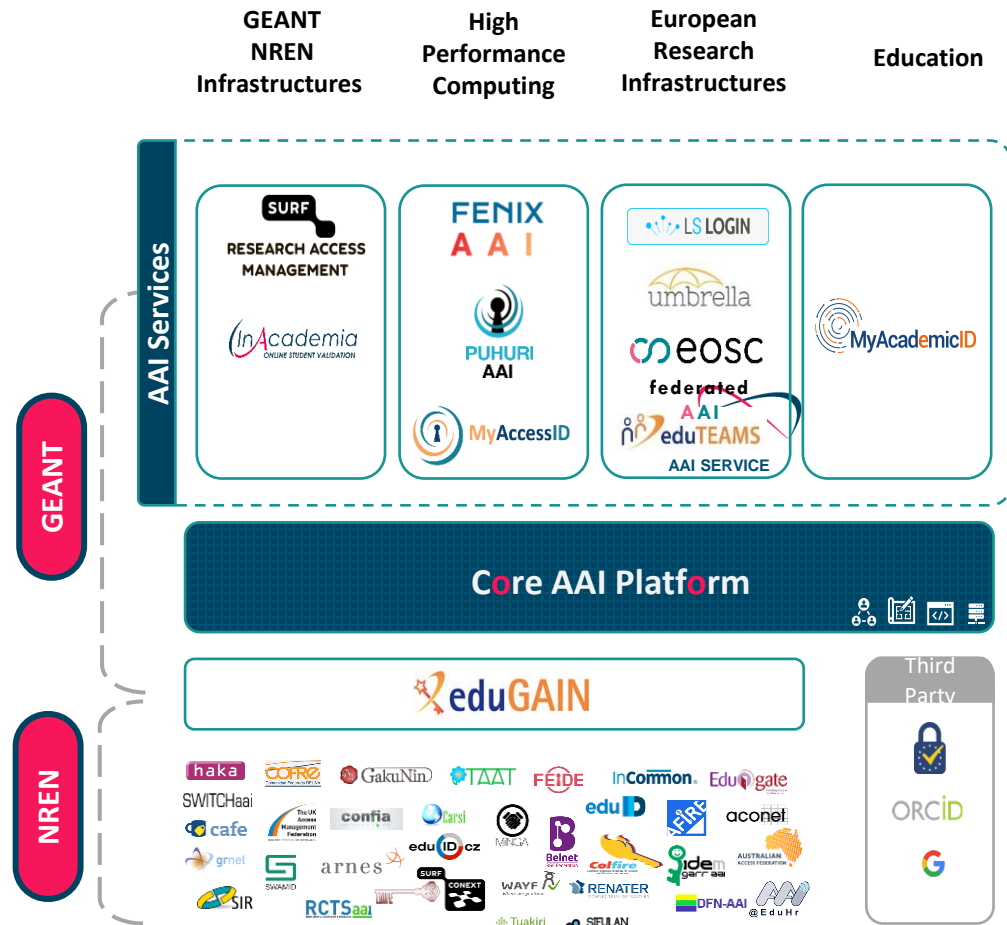 GEANT
NREN
Infrastructures
High
Performance
Computing
European
Research
Infrastructures
Education
AAI Services
SURF
RESEARCH ACCESS
MANAGEMENT
InAcademia
ONLINE STUDENT VALIDATION
FENIX
AAI
PUHURI
AAI
MyAccessID
LS LOGIN
umbrella
eosc
federated
AAI
eduTEAMS
AAI SERVICE
MyAcademicID
GEANT
Core AAI Platform
</>
eduGAIN
Third
Party
ORCID
G
NREN
haka
COFRe
GakuNin
TAAT
FEIDE
InCommon®
Edugate
SWITCHaai
The UK
Access
Management
Federation
confia
Carsi
MINGA
eduID
CAFIRE
aconet
cafe
eduID.cz
Belnet
Colfire
idem
garr aai
AUSTRALIAN
ACCESS FEDERATION
grnet
SWAMID
arnes
SURF
CONEXT
WAYF
RENATER
SIR
RCTSaai
DFN-AAI
AAI
@EduHr
Tuakiri
SIFULAN